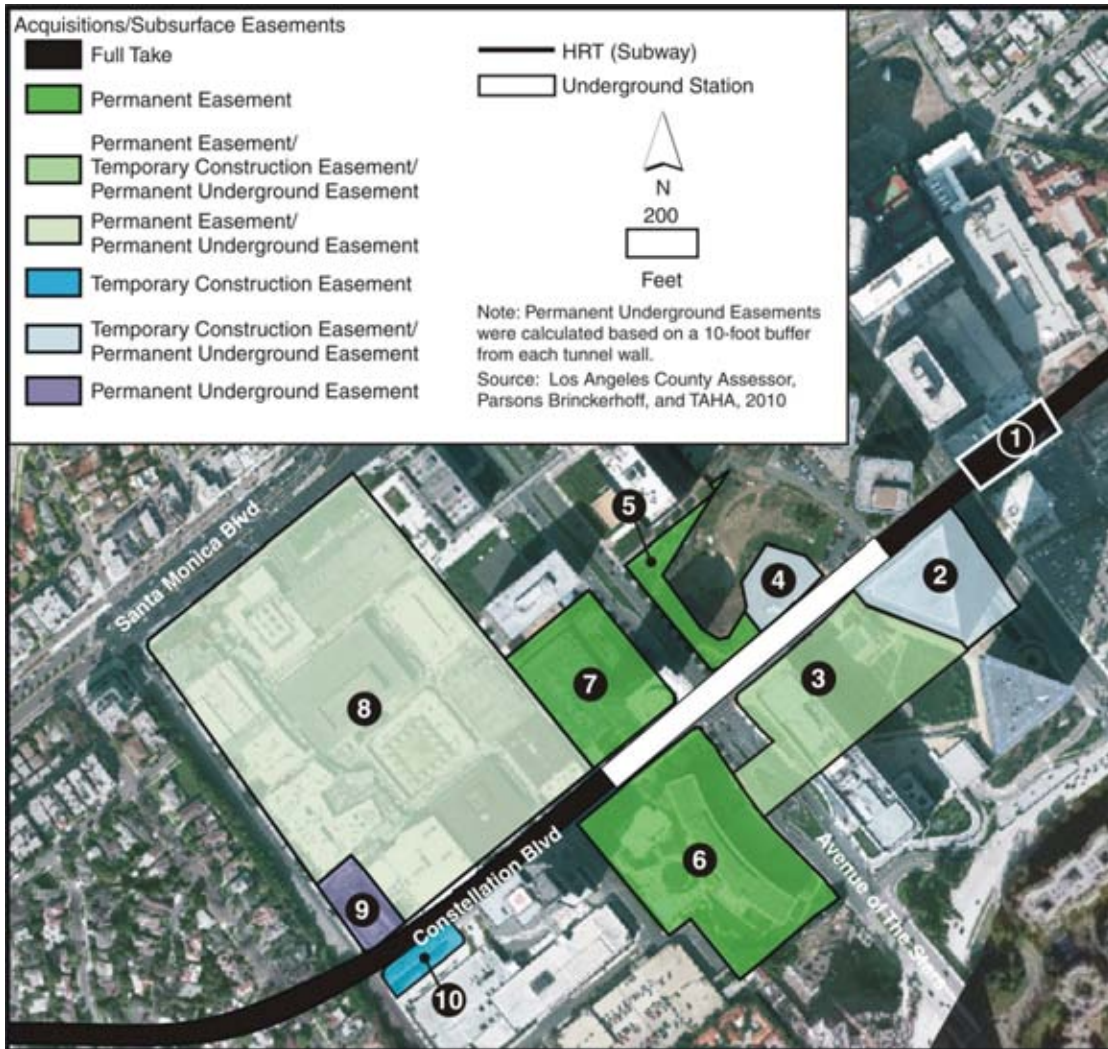 Acquisitions/Subsurface Easements
Full Take
Permanent Easement
Permanent Easement/
Temporary Construction Easement/
Permanent Underground Easement
Permanent Easement/
Permanent Underground Easement
Temporary Construction Easement
Temporary Construction Easement/
Permanent Underground Easement
Permanent Underground Easement
HRT (Subway)
Underground Station
N
200
Feet
Note: Permanent Underground Easements
were calculated based on a 10-foot buffer
from each tunnel wall.
Source: Los Angeles County Assessor,
Parsons Brinckerhoff, and TAHA, 2010
1
2
3
4
5
6
7
8
9
10
Santa Monica Blvd
Constellation Blvd
Avenue of The Stars